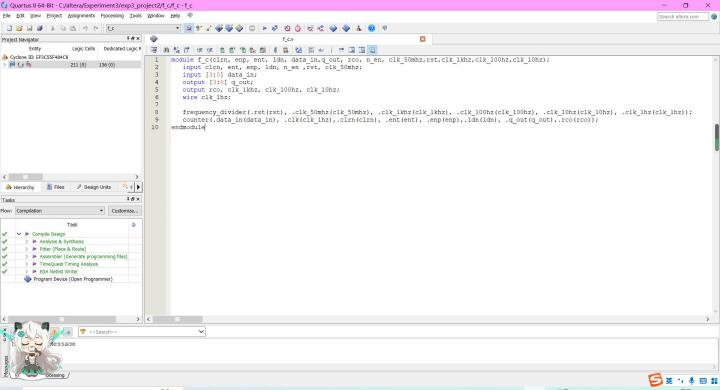 Quartus II 64-Bit - C:/altera/Experiment3/exp3_project2/f_c/f_c - f_c
File Edit View Project Assignments Processing Tools Window Help
Search altera.com
f_c
Project Navigator
f_c.v
Entity Logic Cells Dedicated Logic R
Cyclone III: EP3C55F484C8
f_c 211 (0) 136 (0)
1 module f_c(clrn, enp, ent, ldn, data_in,q_out, rco, n_en, clk_50mhz,rst,clk_1khz,clk_100hz,clk_10hz);
2 input clrn, ent, enp, ldn, n_en ,rst, clk_50mhz;
3 input [3:0] data_in;
4 output [3:0] q_out;
5 output rco, clk_1khz, clk_100hz, clk_10hz;
6 wire clk_1hz;
7
8 frequency_divider(.rst(rst), .clk_50mhz(clk_50mhz), .clk_1khz(clk_1khz), .clk_100hz(clk_100hz), .clk_10hz(clk_10hz), .clk_1hz(clk_1hz));
9 counter(.data_in(data_in), .clk(clk_1hz),.clrn(clrn), .ent(ent), .enp(enp),.ldn(ldn), .q_out(q_out),.rco(rco));
10 endmodule
Hierarchy Files Design Units
Tasks
Flow: Compilation Customize...
Task
Compile Design
Analysis & Synthesis
Fitter (Place & Route)
Assembler (Generate programming files)
TimeQuest Timing Analysis
EDA Netlist Writer
Program Device (Open Programmer)
<<Search>>
Message
Messages
英